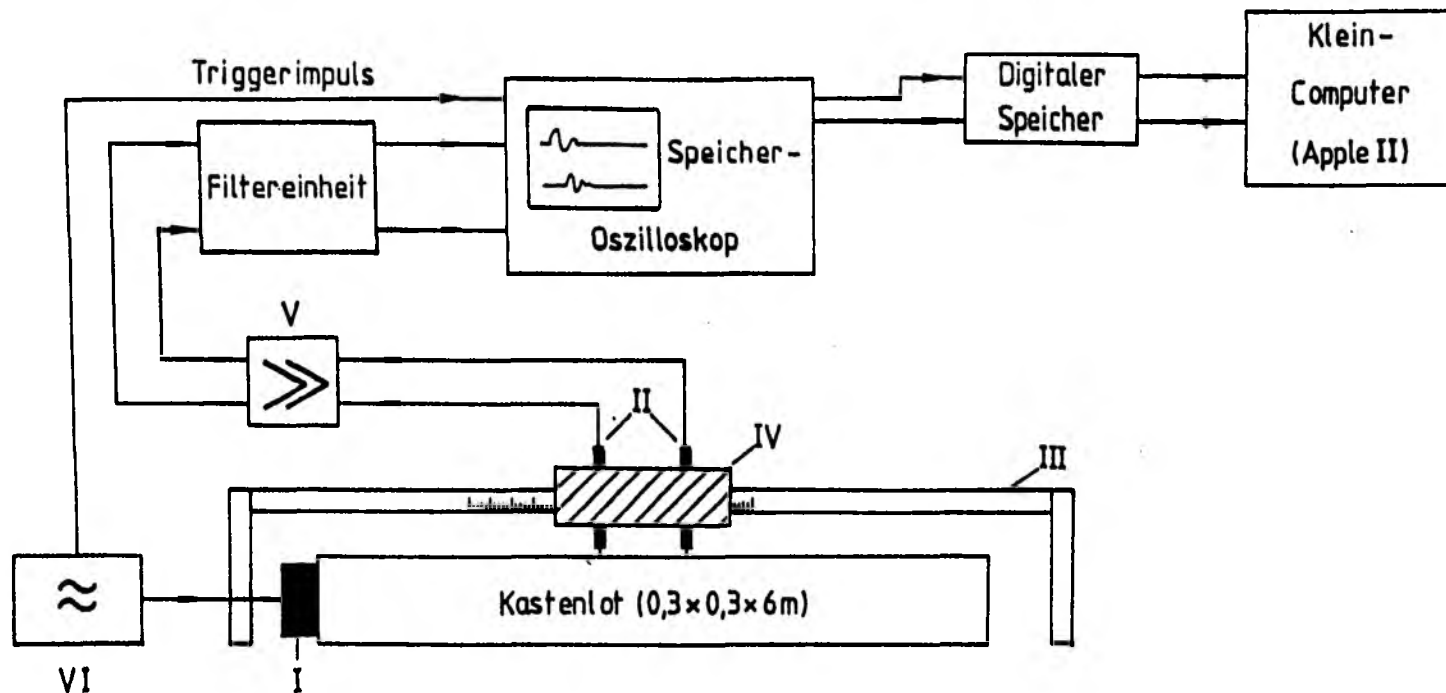 Triggerimpuls
Filtereinheit
Speicher-
Oszilloskop
Digitaler
Speicher
Klein-
Computer
(Apple II)
V
II
IV
III
Kastenlot (0,3×0,3×6m)
VI
I